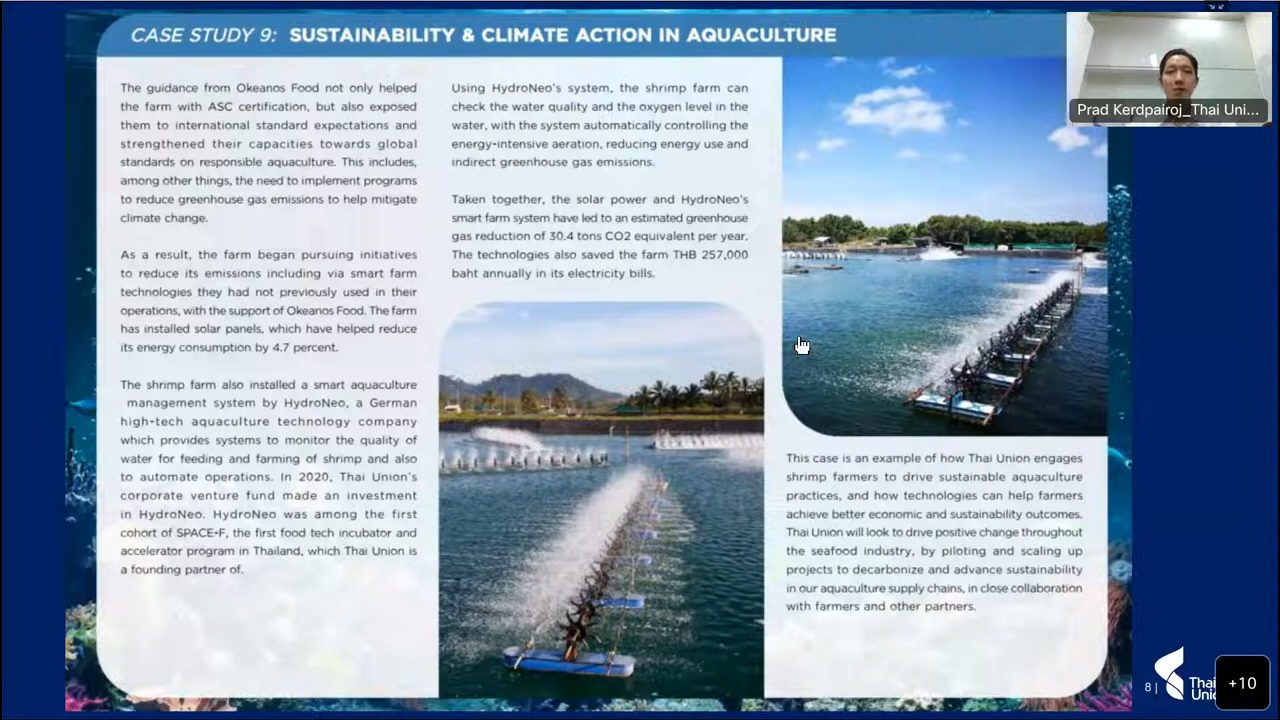 CASE STUDY 9: SUSTAINABILITY & CLIMATE ACTION IN AQUACULTURE
The guidance from Okeanos Food not only helped
the farm with ASC certification, but also exposed
them to international standard expectations and
strengthened their capacities towards global
standards on responsible aquaculture. This includes,
among other things, the need to implement programs
to reduce greenhouse gas emissions to help mitigate
climate change.
As a result, the farm began pursuing initiatives
to reduce its emissions including via smart farm
technologies they had not previously used in their
operations, with the support of Okeanos Food. The farm
has installed solar panels, which have helped reduce
its energy consumption by 4.7 percent.
The shrimp farm also installed a smart aquaculture
management system by HydroNeo, a German
high-tech aquaculture technology company
which provides systems to monitor the quality of
water for feeding and farming of shrimp and also
to automate operations. In 2020, Thai Union's
corporate venture fund made an investment
in HydroNeo. HydroNeo was among the first
cohort of SPACE-F, the first food tech incubator and
accelerator program in Thailand, which Thai Union is
a founding partner of.
Using HydroNeo's system, the shrimp farm can
check the water quality and the oxygen level in the
water, with the system automatically controlling the
energy-intensive aeration, reducing energy use and
indirect greenhouse gas emissions.
Taken together, the solar power and HydroNeo's
smart farm system have led to an estimated greenhouse
gas reduction of 30.4 tons CO2 equivalent per year.
The technologies also saved the farm THB 257,000
baht annually in its electricity bills.
This case is an example of how Thai Union engages
shrimp farmers to drive sustainable aquaculture
practices, and how technologies can help farmers
achieve better economic and sustainability outcomes.
Thai Union will look to drive positive change throughout
the seafood industry, by piloting and scaling up
projects to decarbonize and advance sustainability
in our aquaculture supply chains, in close collaboration
with farmers and other partners.
Prad Kerdpairoj_Thai Uni...
8 |
Thai
+10